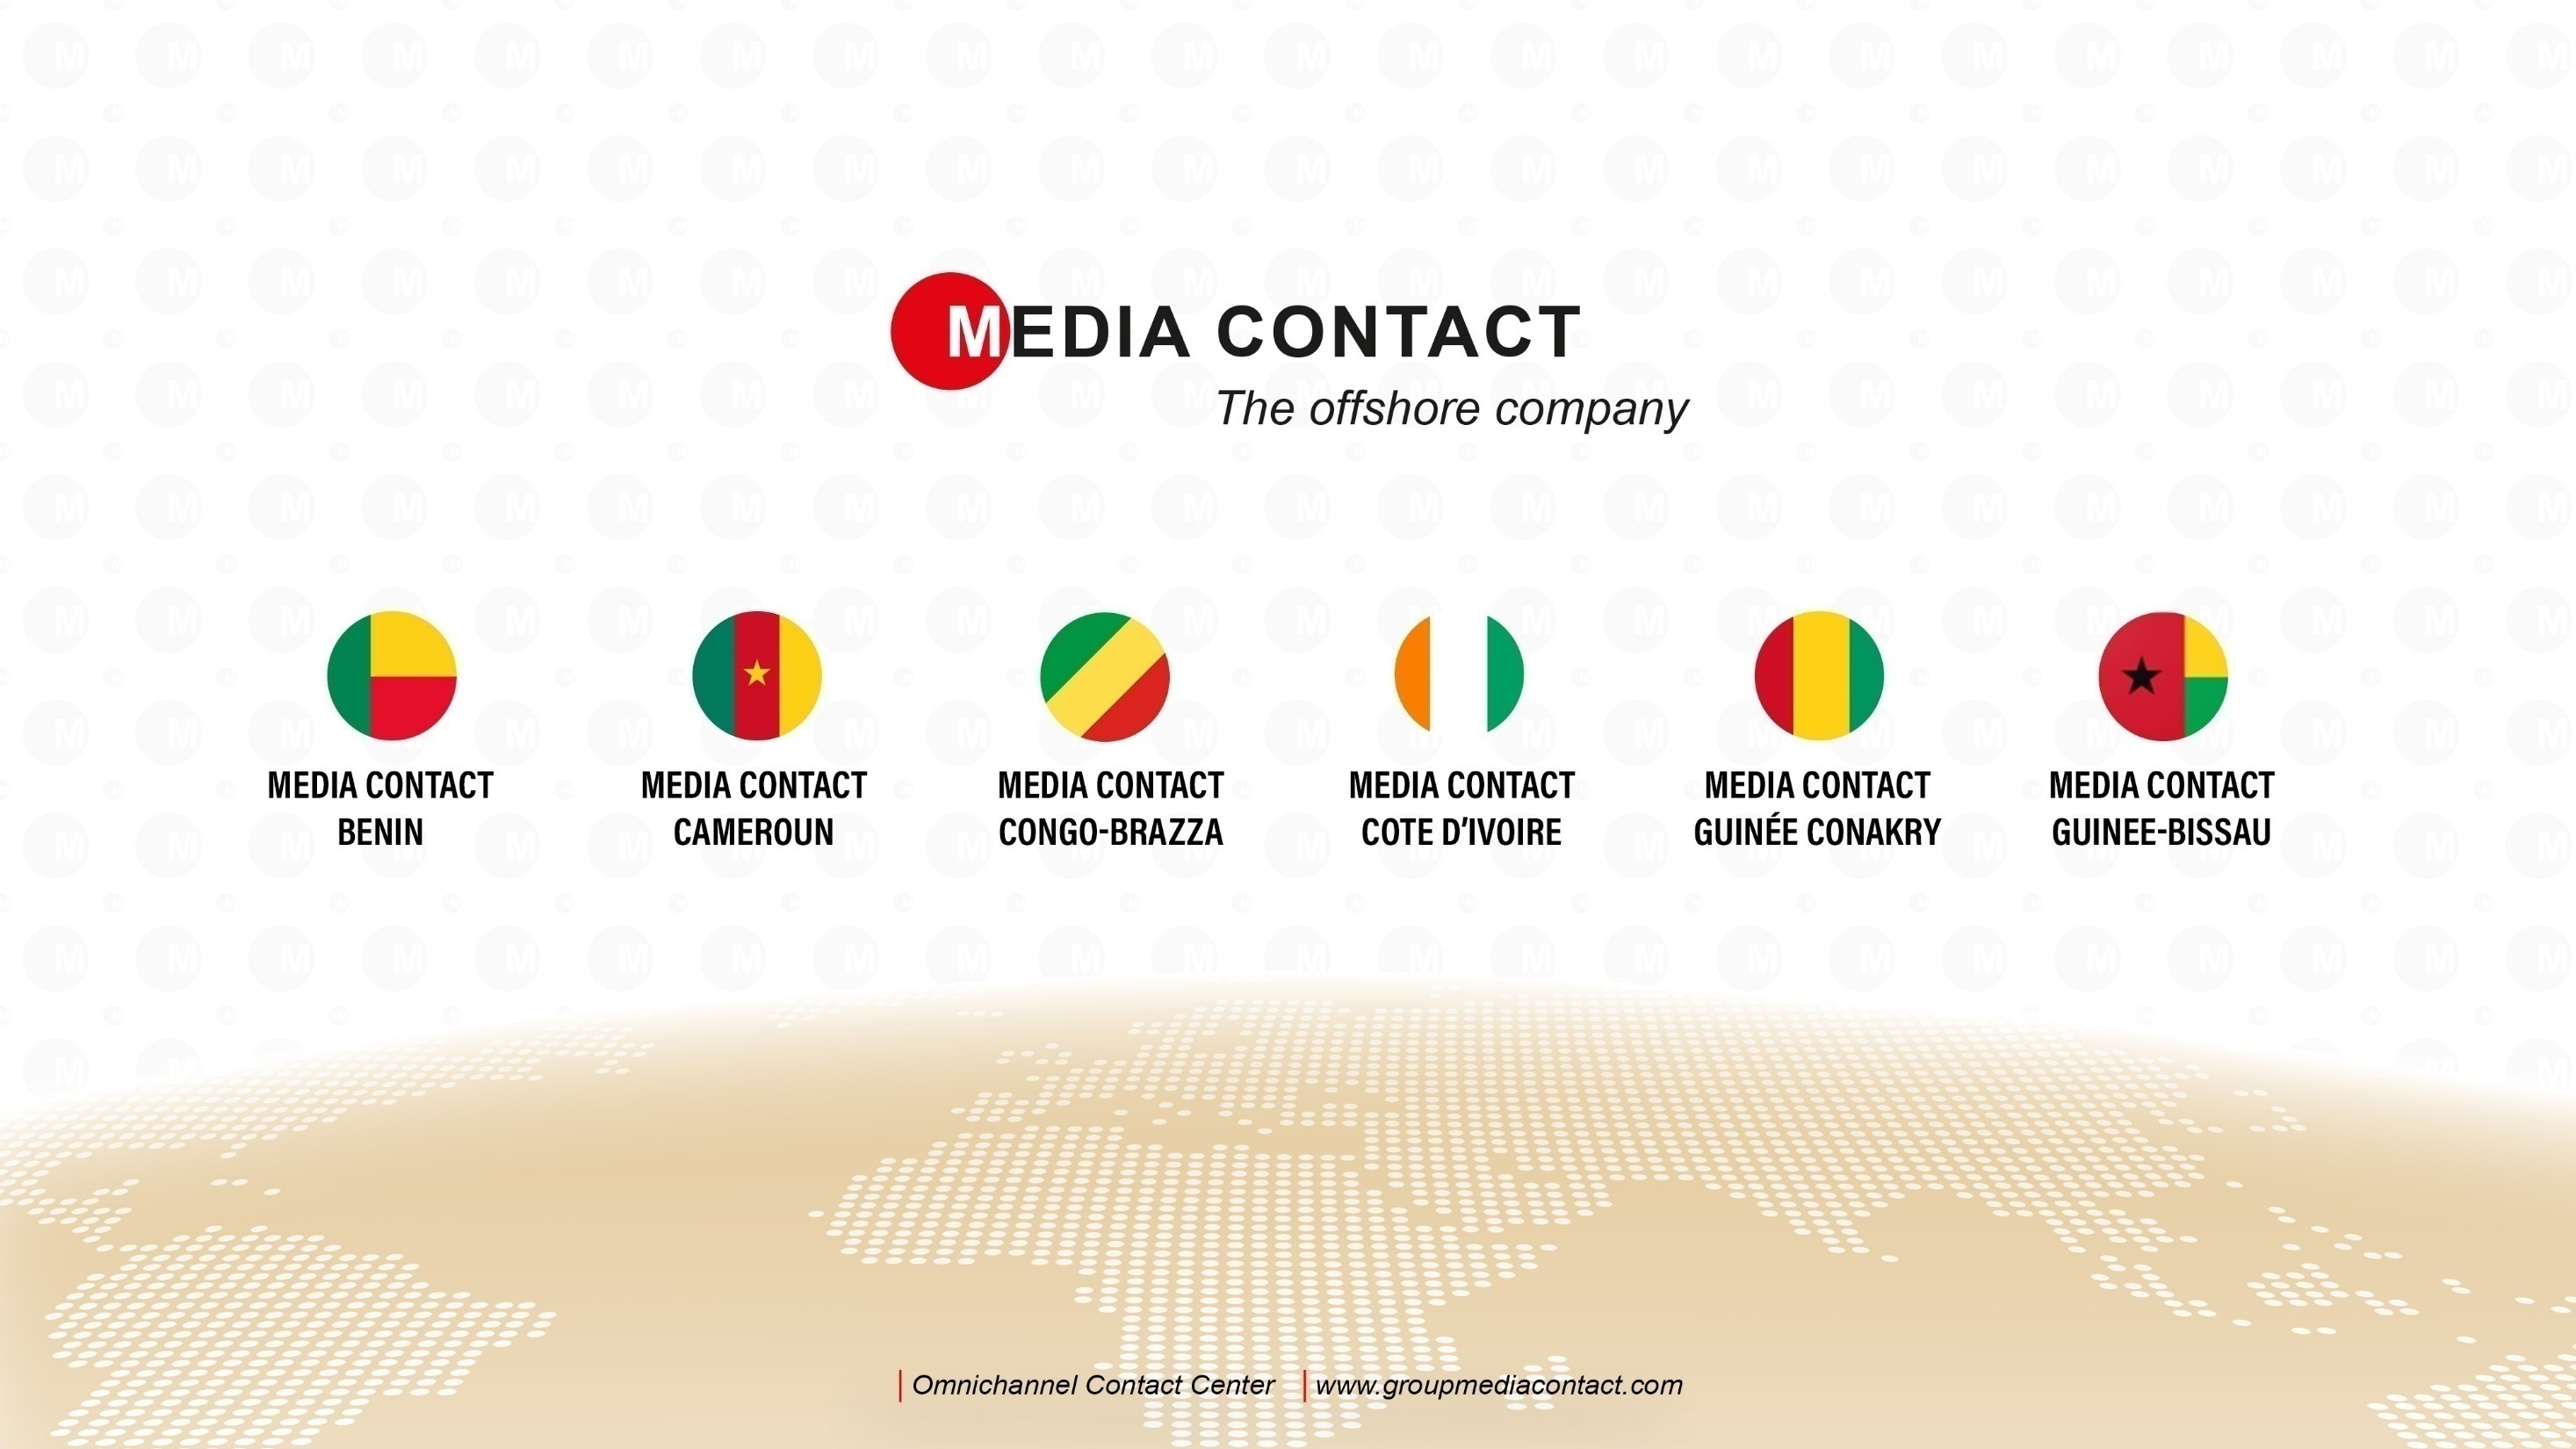 MEDIA CONTACT
The offshore company
MEDIA CONTACT
BENIN
MEDIA CONTACT
CAMEROUN
MEDIA CONTACT
CONGO-BRAZZA
MEDIA CONTACT
COTE D’IVOIRE
MEDIA CONTACT
GUINÉE CONAKRY
MEDIA CONTACT
GUINEE-BISSAU
Omnichannel Contact Center
www.groupmediacontact.com